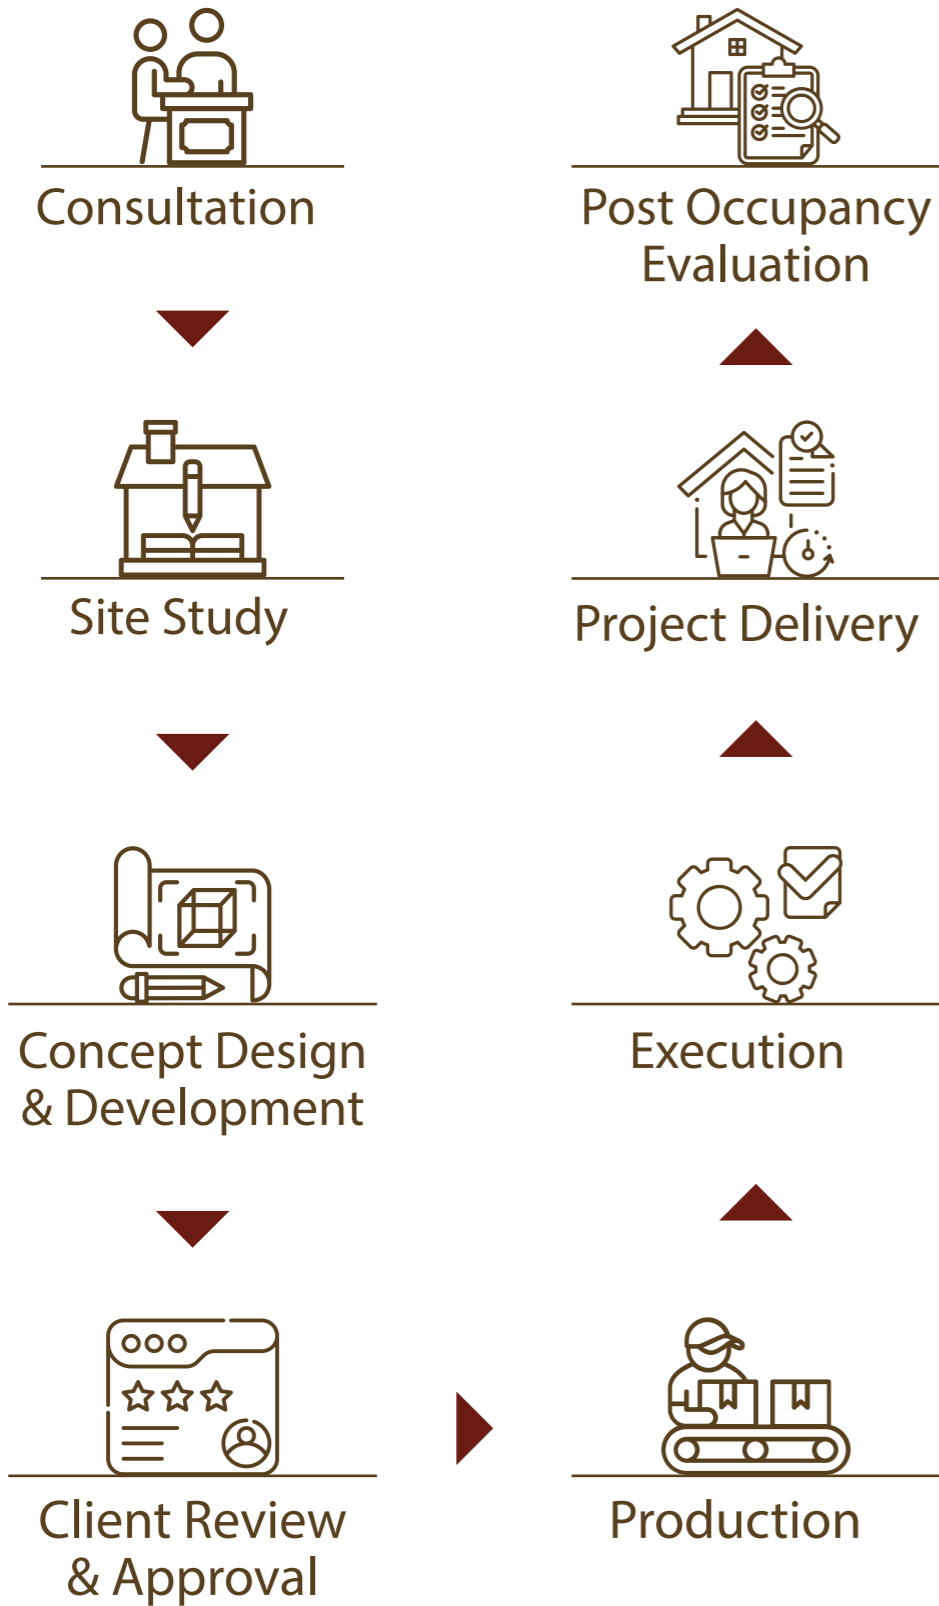 Consultation
Site Study
Concept Design
& Development
Client Review
& Approval
Production
Execution
Project Delivery
Post Occupancy
Evaluation